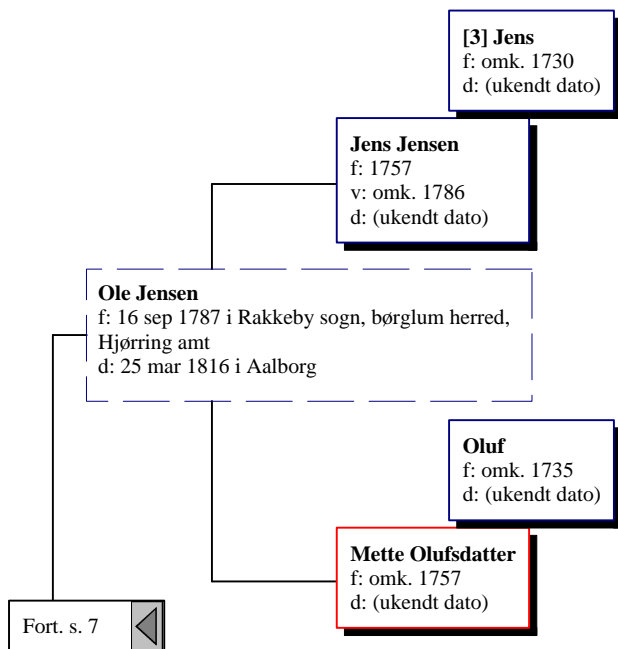 [3] Jens
f: omk. 1730
d: (ukendt dato)
Jens Jensen
f: 1757
v: omk. 1786
d: (ukendt dato)
Ole Jensen
f: 16 sep 1787 i Rakkeby sogn, børglum herred,
Hjørring amt
d: 25 mar 1816 i Aalborg
Oluf
f: omk. 1735
d: (ukendt dato)
Mette Olufsdatter
f: omk. 1757
d: (ukendt dato)
Fort. s. 7